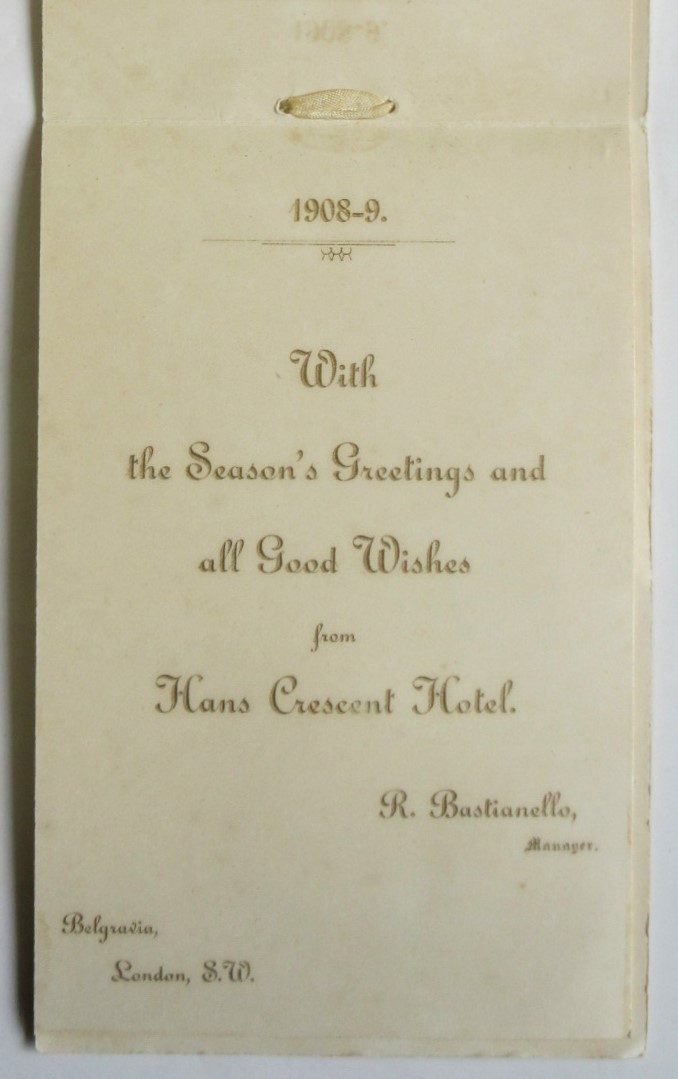 1908-9.
With
the Season's Greetings and
all Good Wishes
from
Hans Crescent Hotel.
R. Bastianello,
Manager.
Belgravia,
London, S.W.